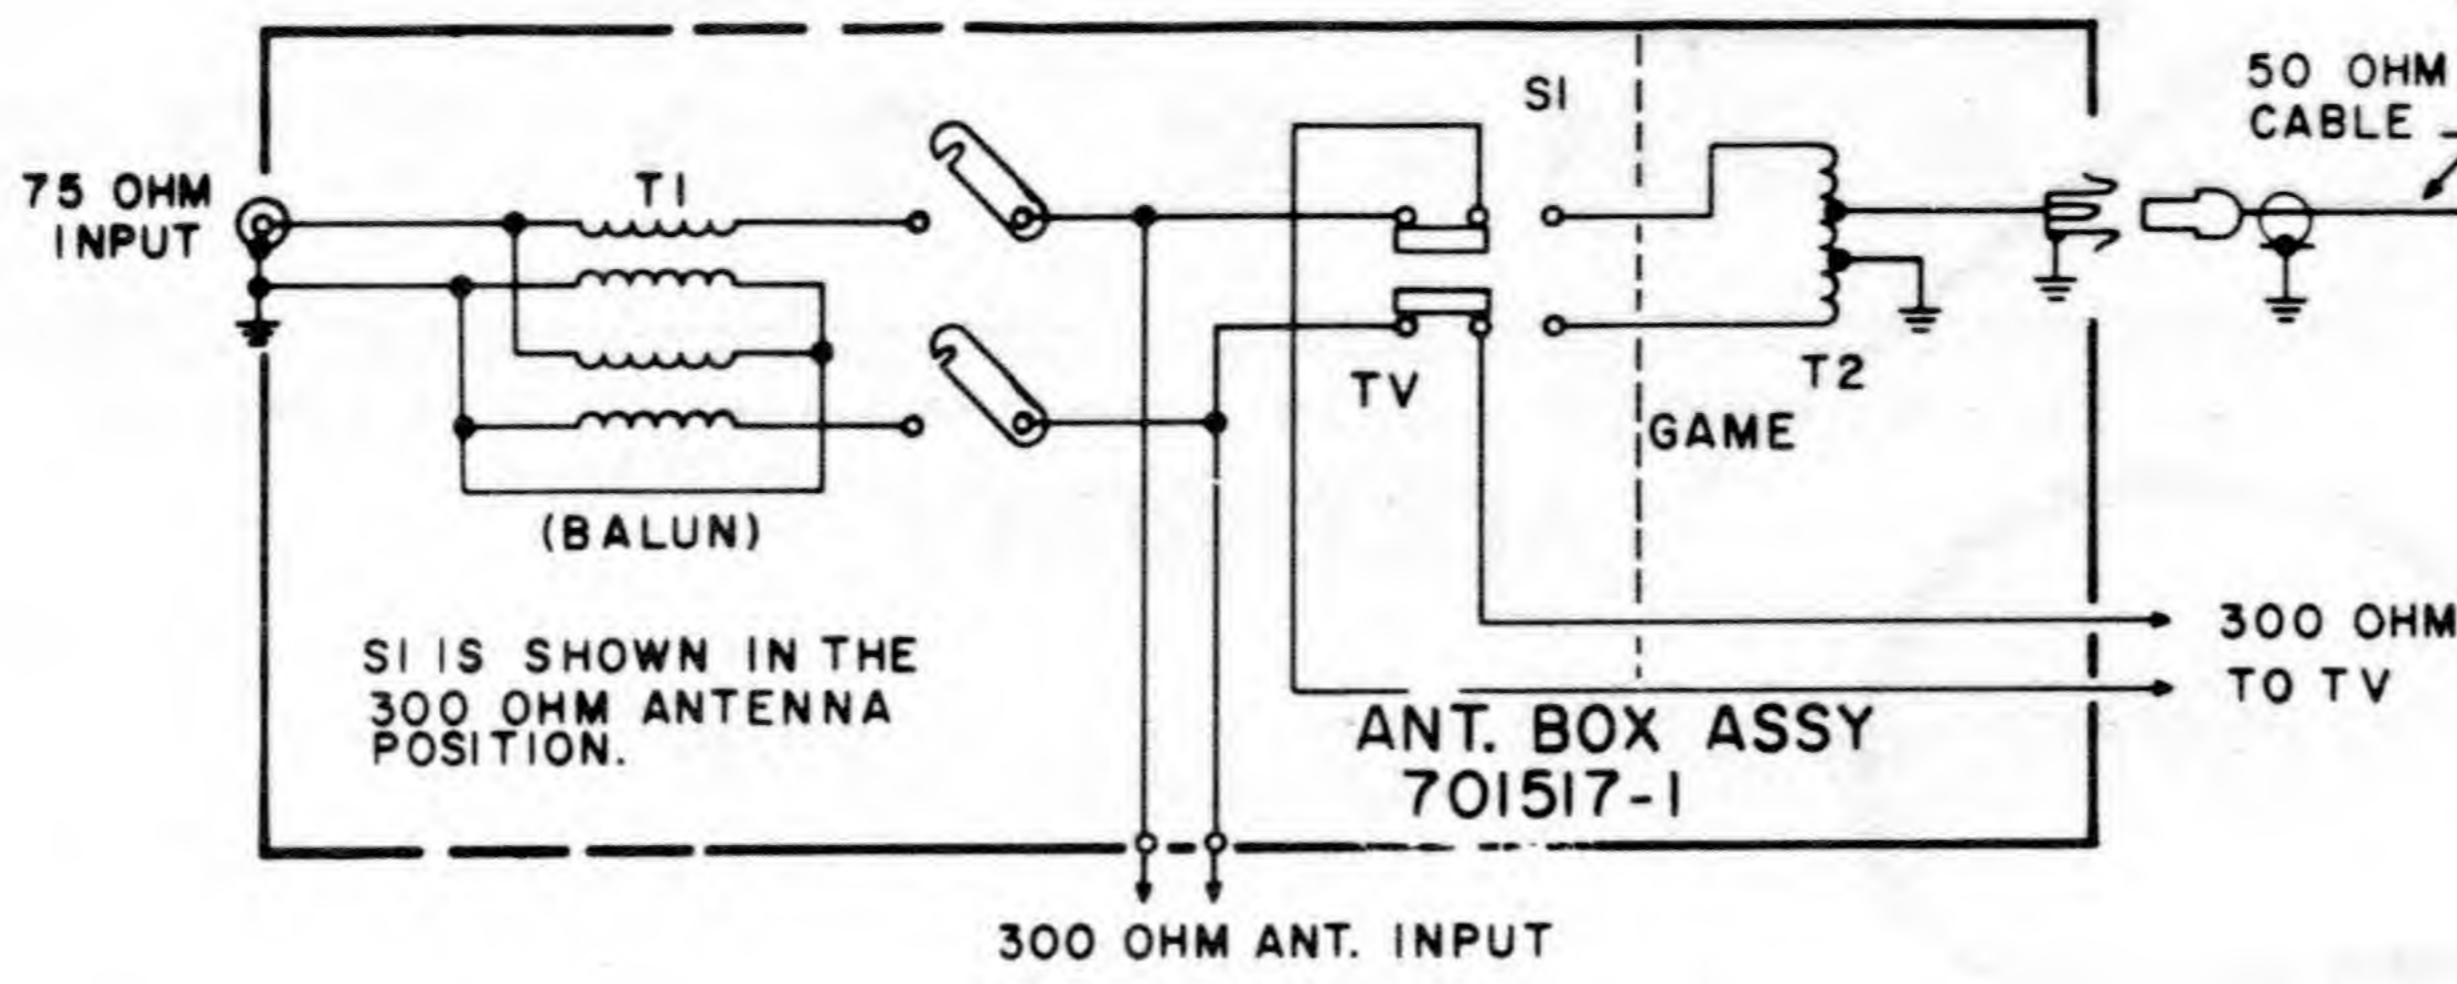 50 OHM
CABLE
S1
75 OHM
INPUT
T1
TV
T2
GAME
(BALUN)
S1 IS SHOWN IN THE
300 OHM ANTENNA
POSITION.
300 OHM
TO TV
ANT. BOX ASSY
701517-1
300 OHM ANT. INPUT